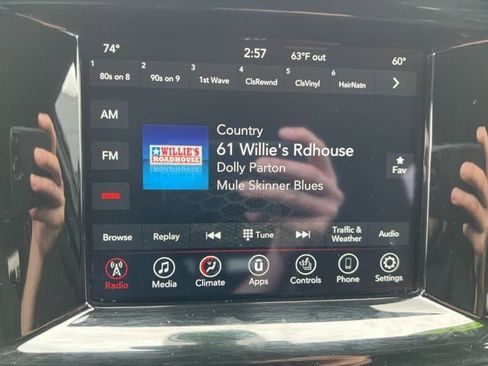 74° 2:57 63°F out 60°
1 80s on 8 2 90s on 9 3 1st Wave 4 ClsRewnd 5 ClsVinyl 6 HairNatn
AM
FM
WILLIE'S
ROADHOUSE
Country
61 Willie's Rdhouse
Dolly Parton
Mule Skinner Blues
Fav
Browse Replay Tune Traffic & Weather Audio
Radio Media Climate Apps Controls Phone Settings